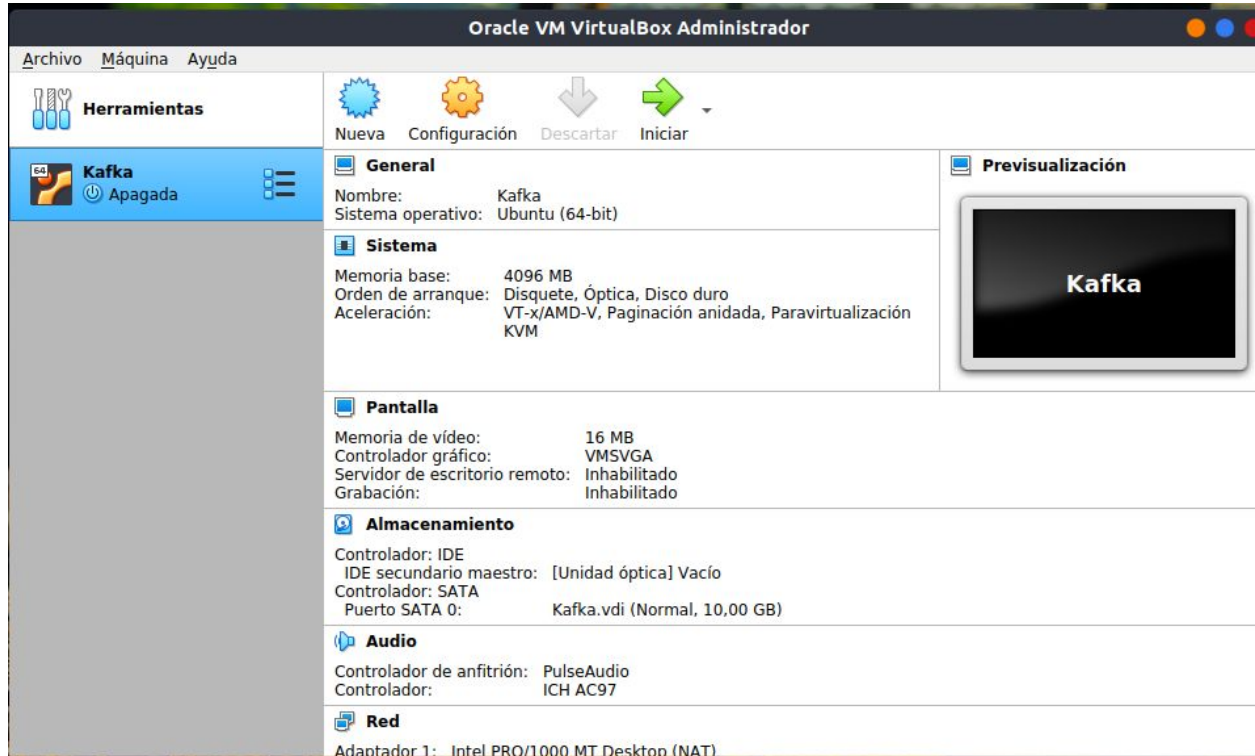 Oracle VM VirtualBox Administrador
Archivo Máquina Ayuda
Herramientas
Nueva Configuración Descartar Iniciar
64
Kafka
Apagada
General
Nombre: Kafka
Sistema operativo: Ubuntu (64-bit)
Previsualización
Kafka
Sistema
Memoria base: 4096 MB
Orden de arranque: Disquete, Óptica, Disco duro
Aceleración: VT-x/AMD-V, Paginación anidada, Paravirtualización
KVM
Pantalla
Memoria de vídeo: 16 MB
Controlador gráfico: VMSVGA
Servidor de escritorio remoto: Inhabilitado
Grabación: Inhabilitado
Almacenamiento
Controlador: IDE
IDE secundario maestro: [Unidad óptica] Vacío
Controlador: SATA
Puerto SATA 0: Kafka.vdi (Normal, 10,00 GB)
Audio
Controlador de anfitrión: PulseAudio
Controlador: ICH AC97
Red
Adaptador 1: Intel PRO/1000 MT Desktop (NAT)